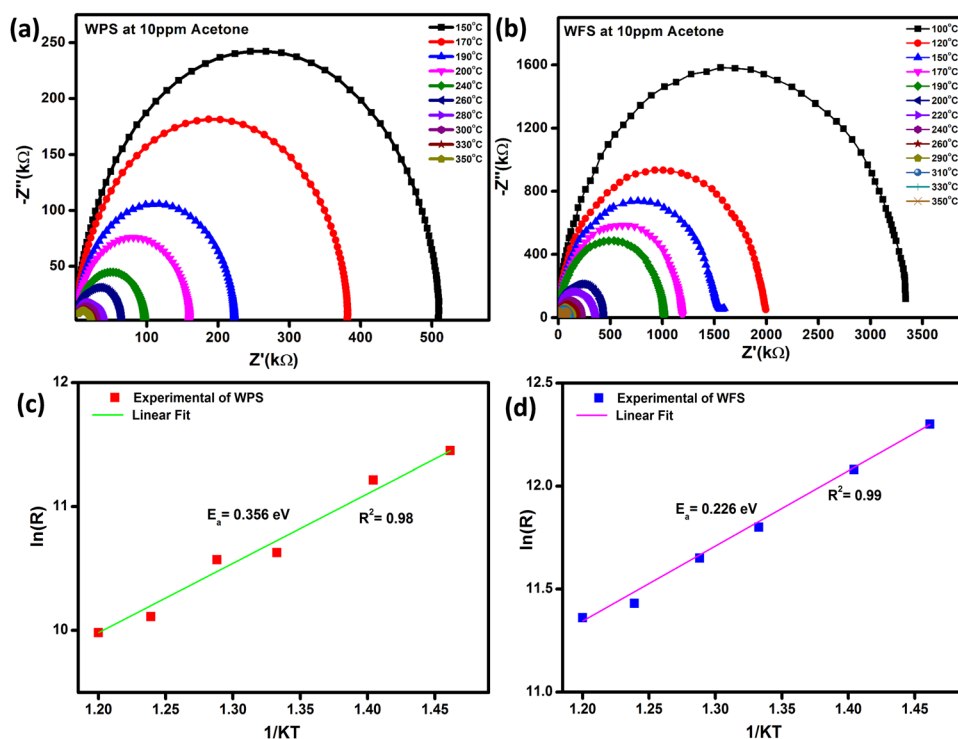 (a)
WPS at 10ppm Acetone
150°C
170°C
190°C
200°C
240°C
260°C
280°C
300°C
330°C
350°C
-Z''(kΩ)
-250
200
150
100
50
100
200
300
400
500
Z'(kΩ)
(b)
WFS at 10ppm Acetone
100°C
120°C
150°C
170°C
190°C
200°C
220°C
240°C
260°C
290°C
310°C
330°C
350°C
-Z''(kΩ)
1600
1200
800
400
0
0
500
1000
1500
2000
2500
3000
3500
Z'(kΩ)
(c)
Experimental of WPS
Linear Fit
Ea= 0.356 eV
R2= 0.98
ln(R)
12
11
10
1.20
1.25
1.30
1.35
1.40
1.45
1/KT
(d)
Experimental of WFS
Linear Fit
Ea= 0.226 eV
R2= 0.99
ln(R)
12.5
12.0
11.5
11.0
1.20
1.25
1.30
1.35
1.40
1.45
1/KT